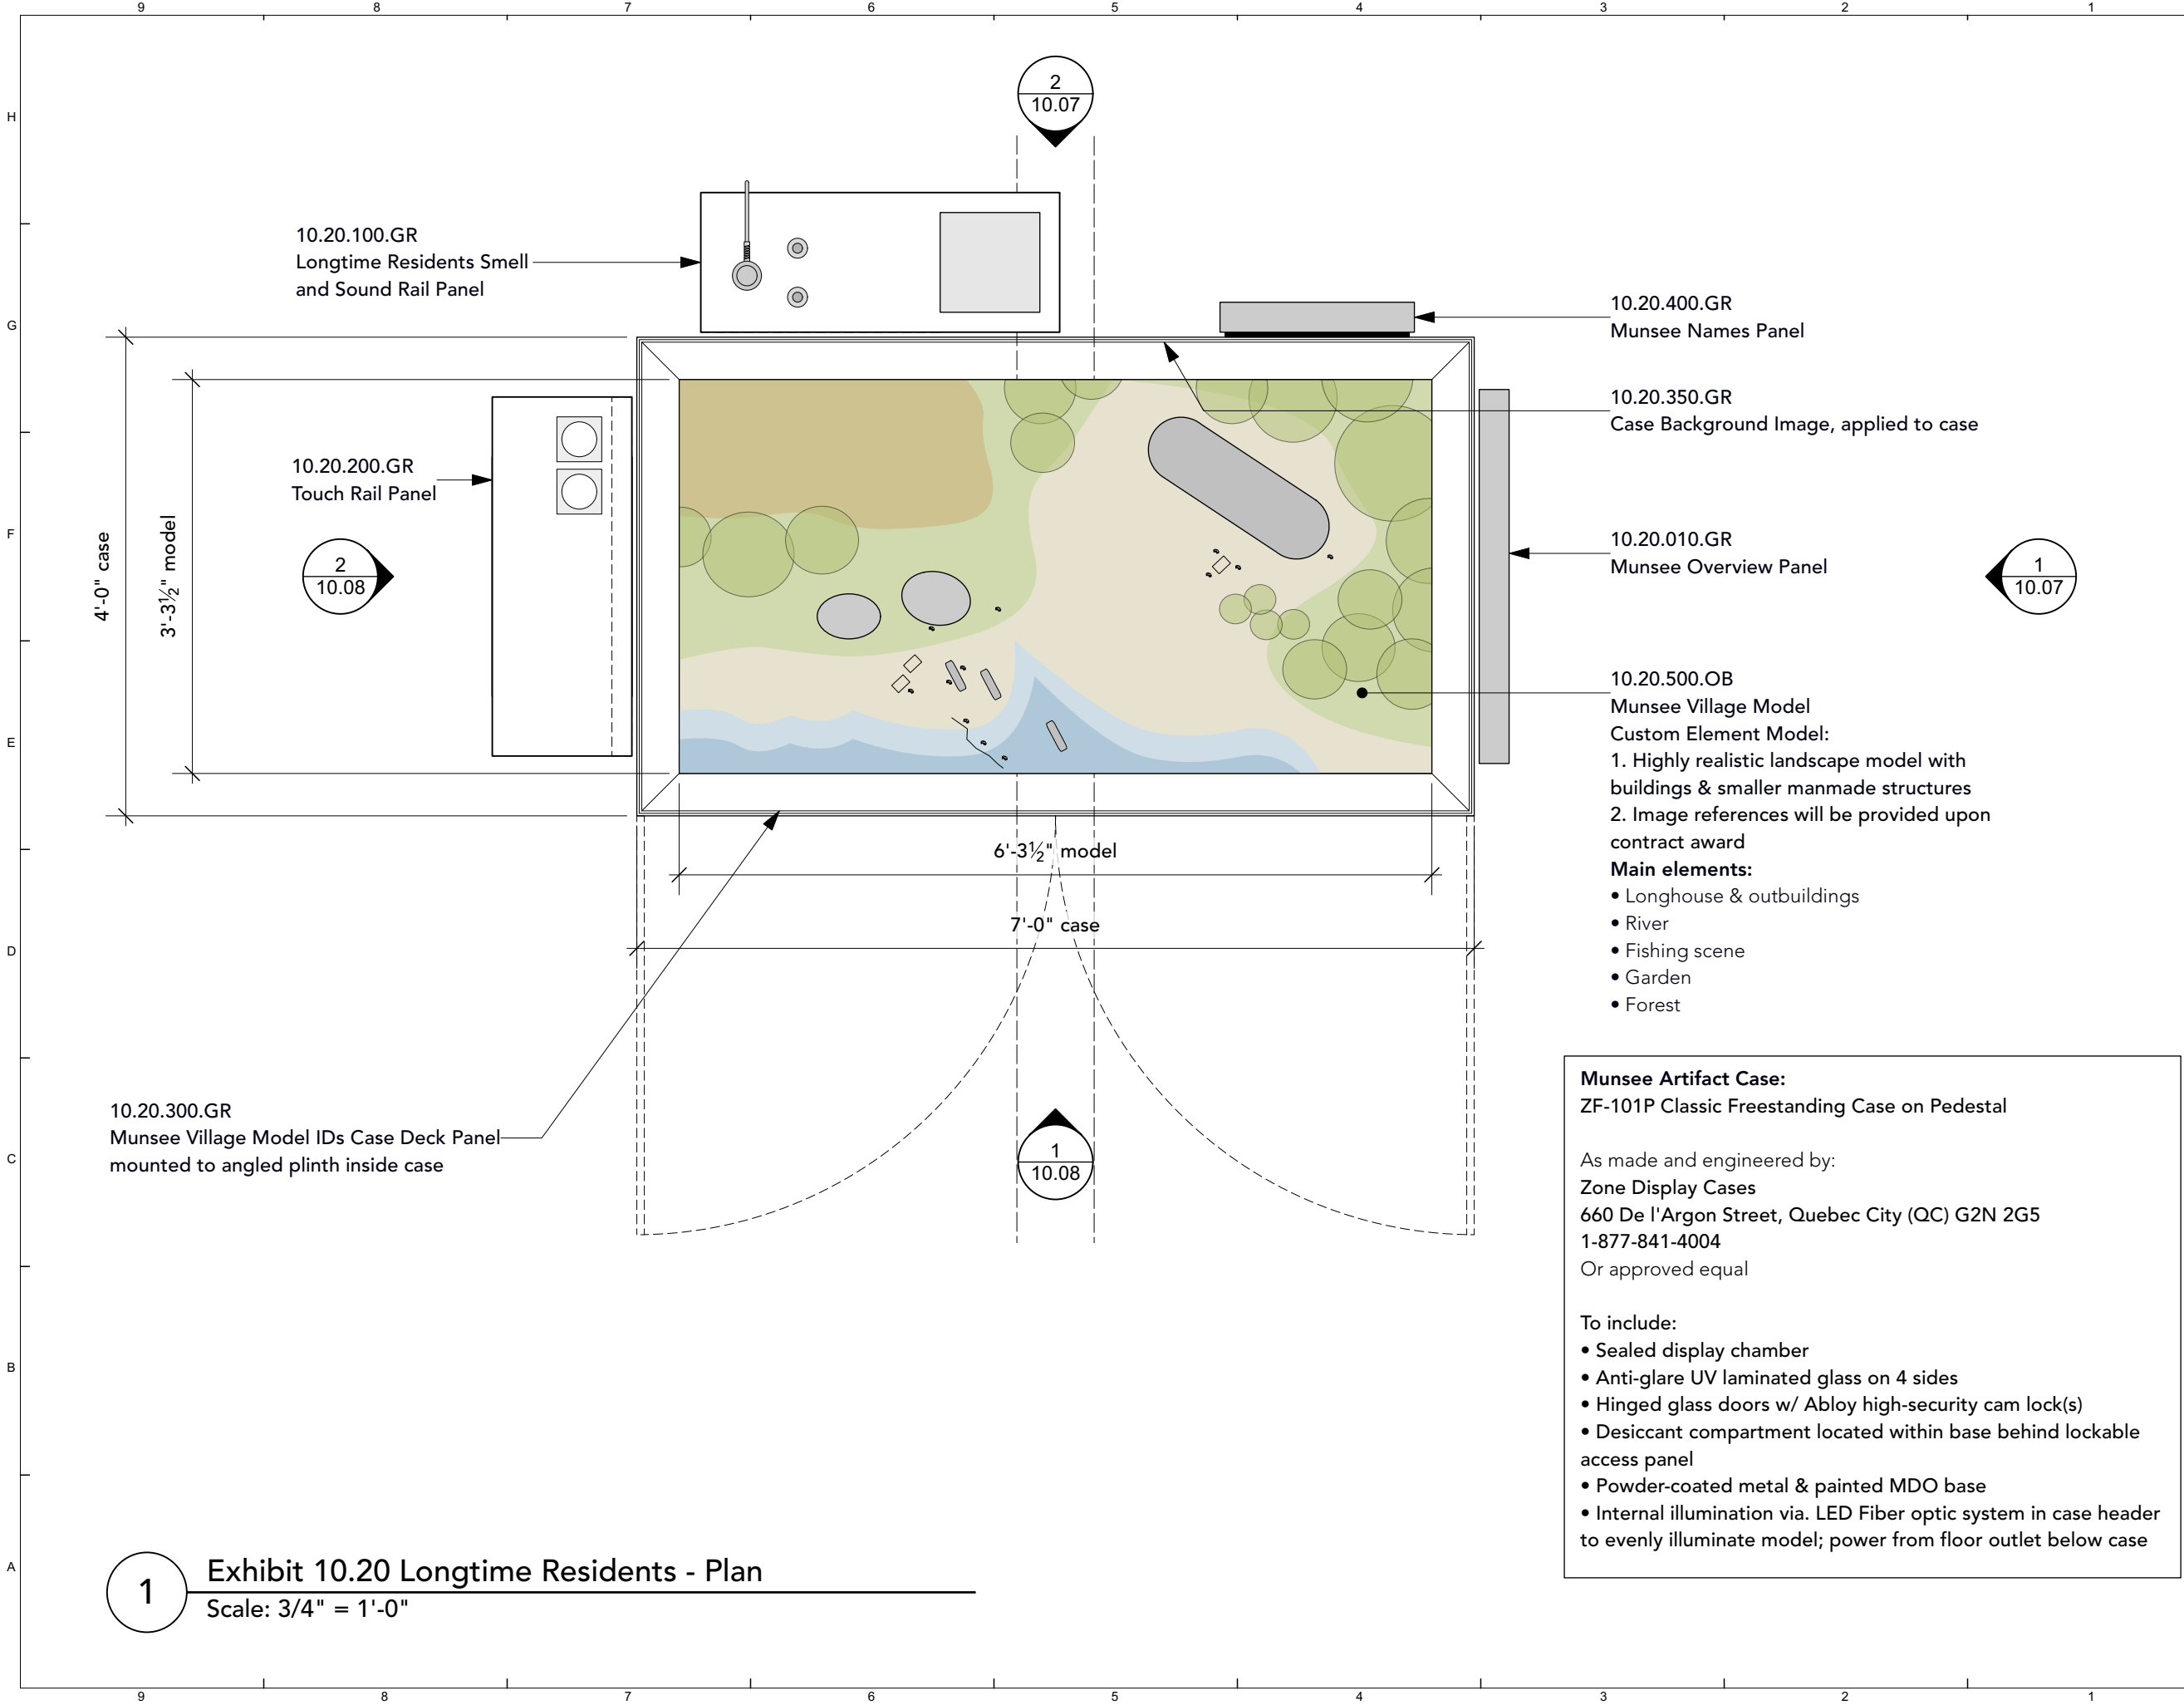 9 8 7 6 5 4 3 2 1
H
G
F
E
D
C
B
A
2
10.07
10.20.100.GR
Longtime Residents Smell
and Sound Rail Panel
10.20.400.GR
Munsee Names Panel
10.20.350.GR
Case Background Image, applied to case
10.20.200.GR
Touch Rail Panel
4'-0" case
3'-3½" model
2
10.08
10.20.010.GR
Munsee Overview Panel
1
10.07
10.20.500.OB
Munsee Village Model
Custom Element Model:
1. Highly realistic landscape model with
buildings & smaller manmade structures
2. Image references will be provided upon
contract award
Main elements:
• Longhouse & outbuildings
• River
• Fishing scene
• Garden
• Forest
6'-3½" model
7'-0" case
10.20.300.GR
Munsee Village Model IDs Case Deck Panel
mounted to angled plinth inside case
1
10.08
Munsee Artifact Case:
ZF-101P Classic Freestanding Case on Pedestal
As made and engineered by:
Zone Display Cases
660 De l'Argon Street, Quebec City (QC) G2N 2G5
1-877-841-4004
Or approved equal
To include:
• Sealed display chamber
• Anti-glare UV laminated glass on 4 sides
• Hinged glass doors w/ Abloy high-security cam lock(s)
• Desiccant compartment located within base behind lockable
access panel
• Powder-coated metal & painted MDO base
• Internal illumination via. LED Fiber optic system in case header
to evenly illuminate model; power from floor outlet below case
1
Exhibit 10.20 Longtime Residents - Plan
Scale: 3/4" = 1'-0"
9 8 7 6 5 4 3 2 1